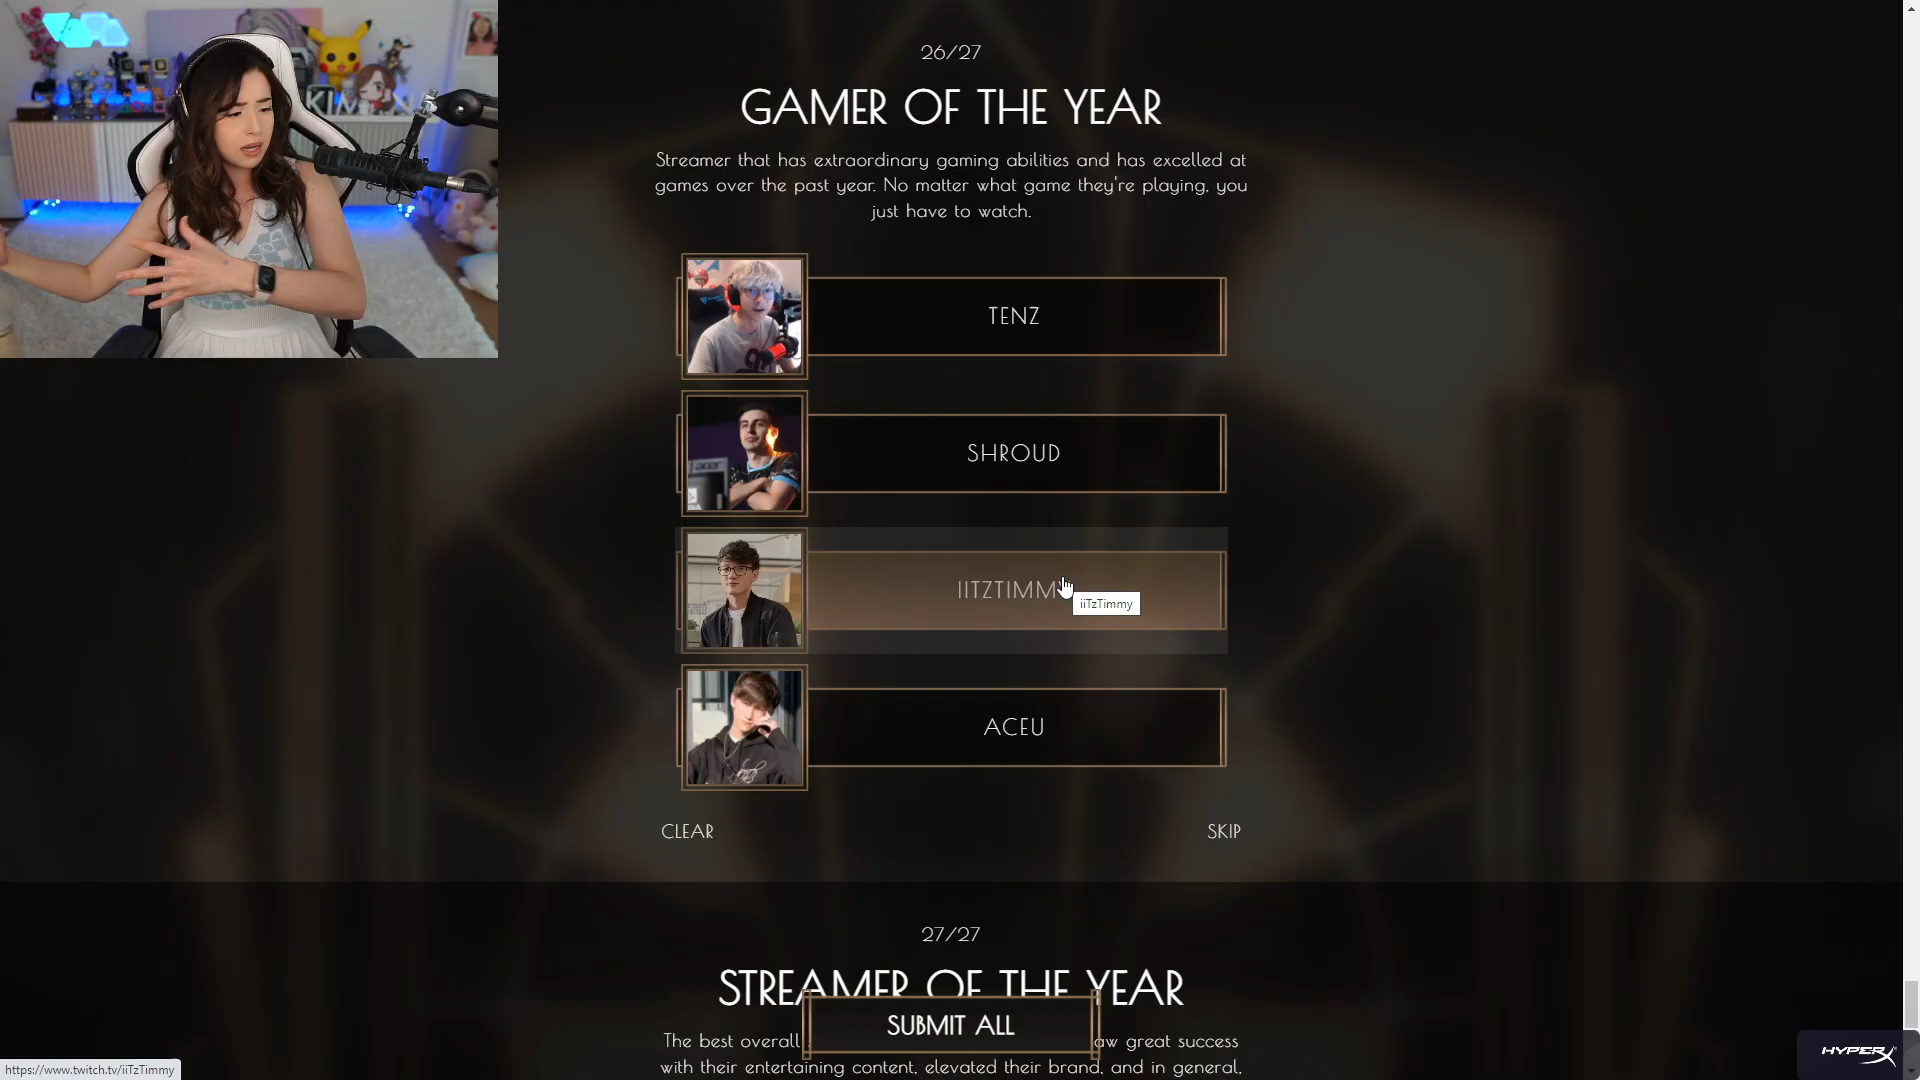 26/27
GAMER OF THE YEAR
Streamer that has extraordinary gaming abilities and has excelled at
games over the past year. No matter what game they're playing, you
just have to watch.
TENZ
SHROUD
IITZTIMMY
iiTzTimmy
ACEU
CLEAR
SKIP
27/27
STREAMER OF THE YEAR
SUBMIT ALL
The best overall aw great success
with their entertaining content, elevated their brand, and in general,
https://www.twitch.tv/iiTzTimmy
HYPERX